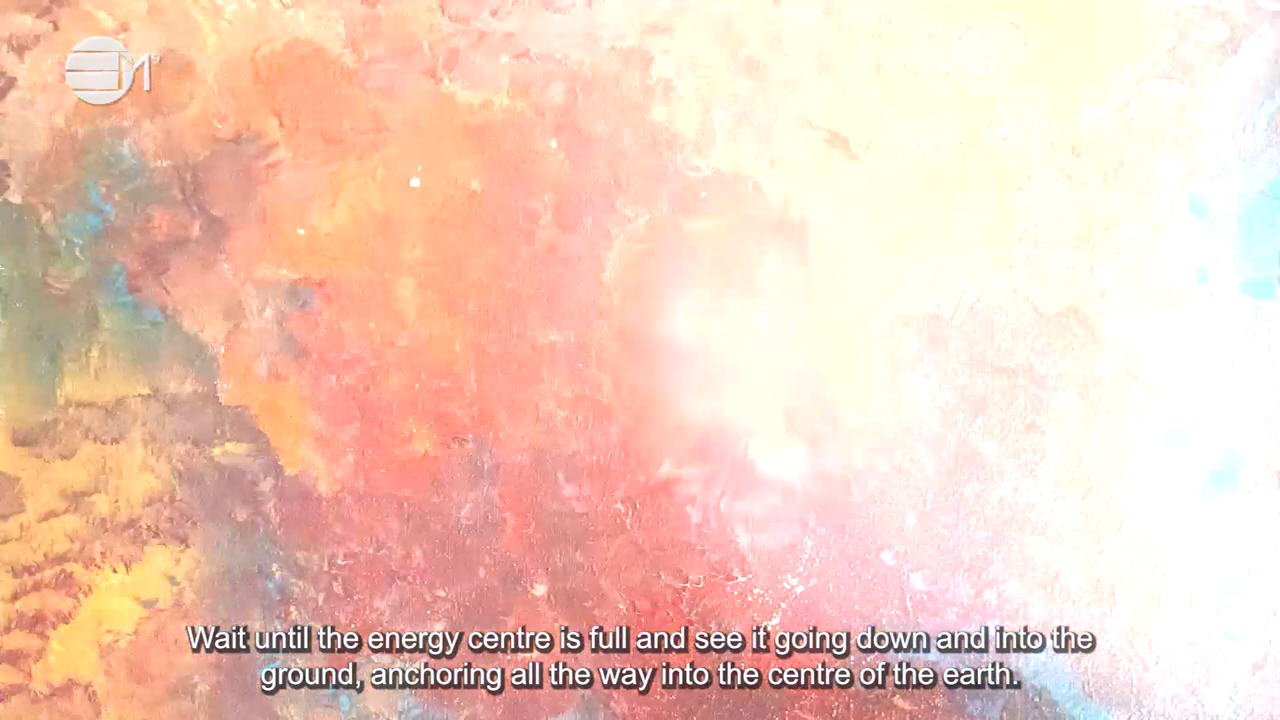 EM⁹
Wait until the energy centre is full and see it going down and into the
ground, anchoring all the way into the centre of the earth.